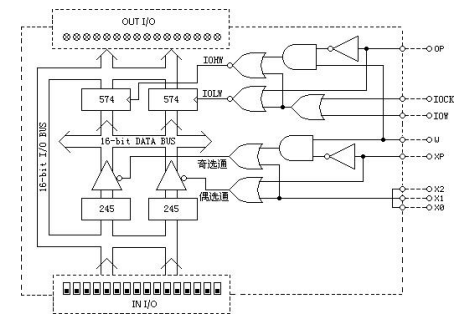 OUT I/O
IOHW
OP
574
574
IOLW
IOCK
IOW
16-bit DATA BUS
W
奇选通
XP
16-bit I/O BUS
偶选通
X2
245
245
X1
X0
IN I/O